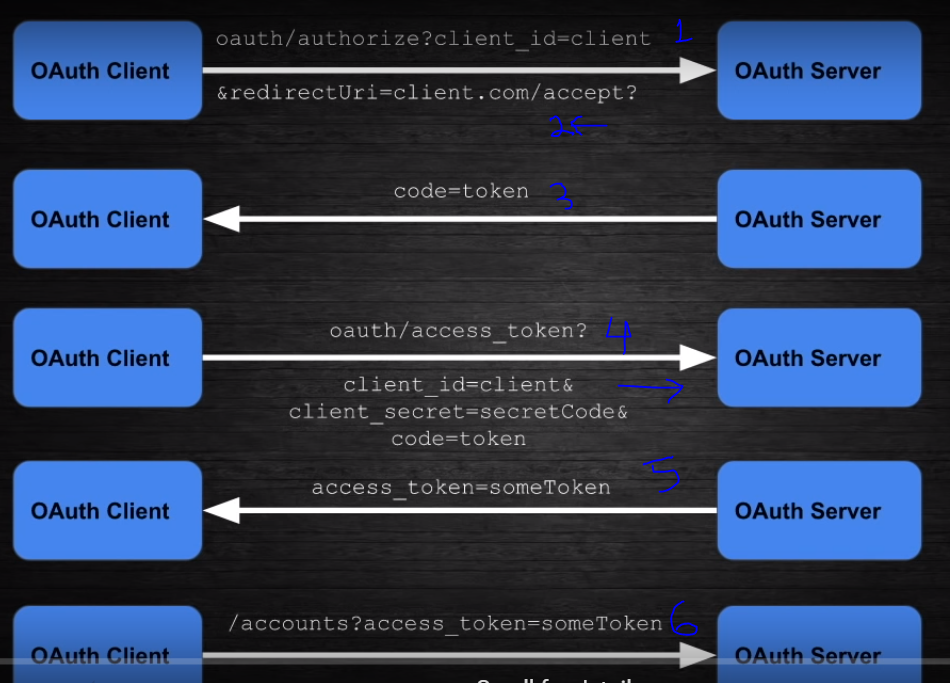 oauth/authorize?client_id=client 1
OAuth Client OAuth Server
&redirectUri=client.com/accept?
2←
code=token 3
OAuth Client OAuth Server
oauth/access_token? 4
OAuth Client OAuth Server
client_id=client& →
client_secret=secretCode&
code=token
access_token=someToken 5
OAuth Client OAuth Server
/accounts?access_token=someToken 6
OAuth Client OAuth Server